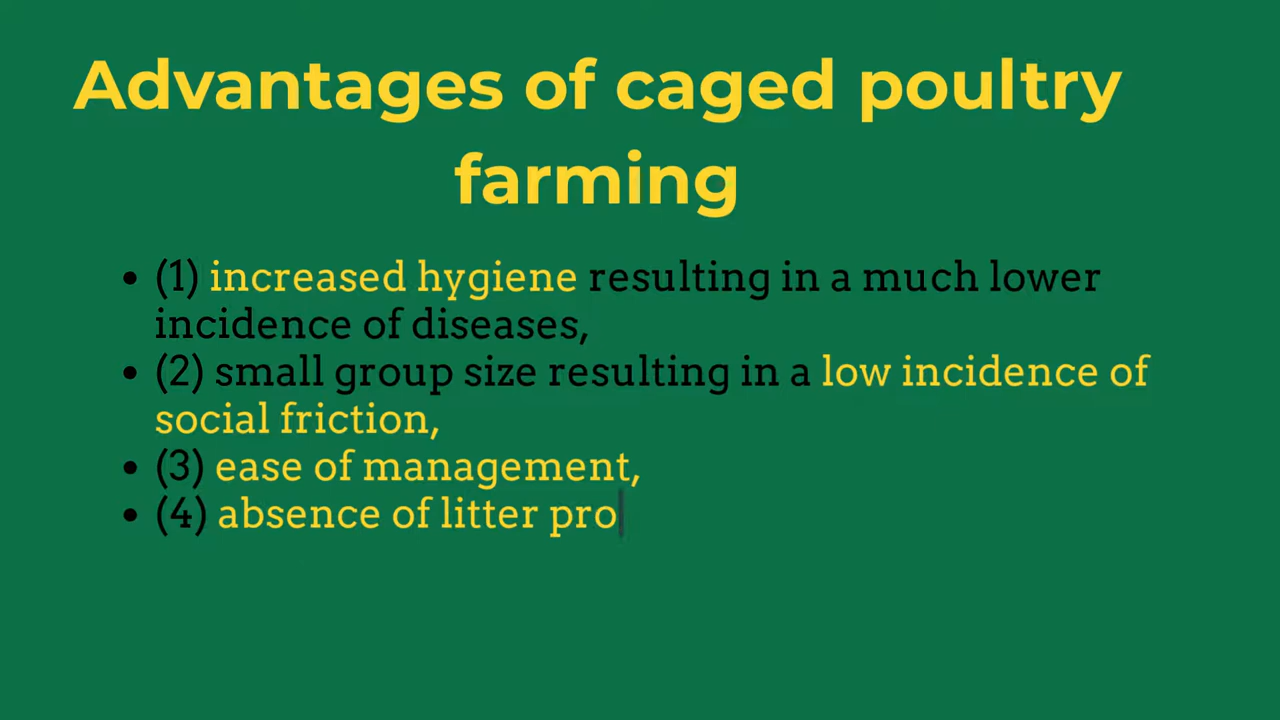 Advantages of caged poultry
farming
• (1) increased hygiene resulting in a much lower
incidence of diseases,
• (2) small group size resulting in a low incidence of
social friction,
• (3) ease of management,
• (4) absence of litter pro